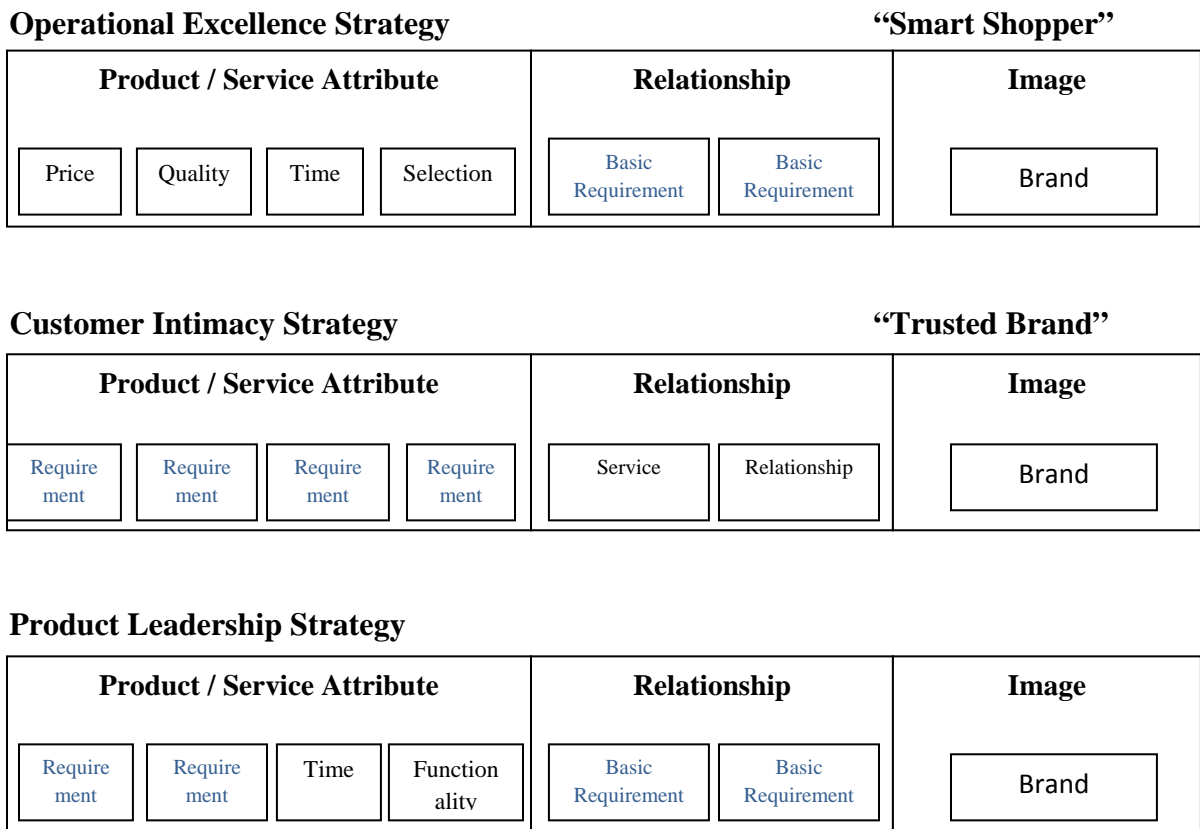 Operational Excellence Strategy “Smart Shopper”
Product / Service Attribute Relationship Image
Price Quality Time Selection Basic Requirement Basic Requirement Brand
Customer Intimacy Strategy “Trusted Brand”
Product / Service Attribute Relationship Image
Require ment Require ment Require ment Require ment Service Relationship Brand
Product Leadership Strategy
Product / Service Attribute Relationship Image
Require ment Require ment Time Function ality Basic Requirement Basic Requirement Brand